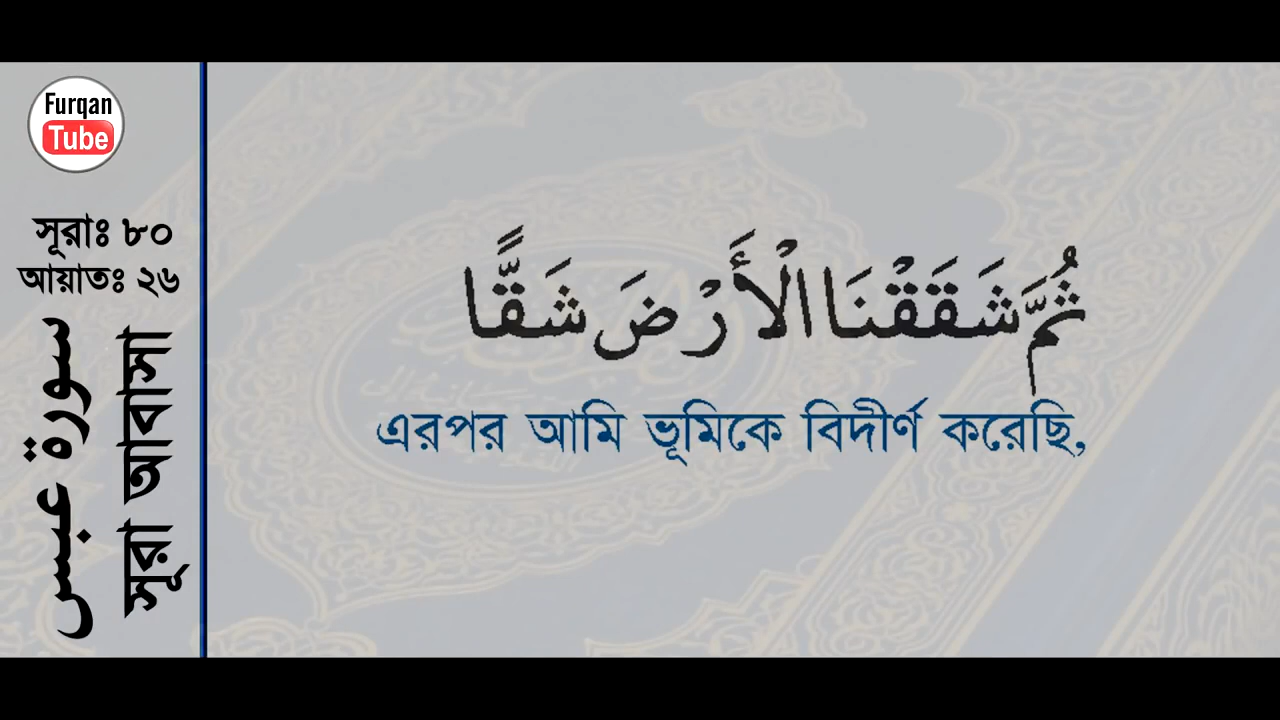 Furqan
Tube
সূরাঃ ৮০
আয়াতঃ ২৬
سورة عبس
সূরা আবাসা
ثُمَّ شَقَقْنَا الْأَرْضَ شَقًّا
এরপর আমি ভূমিকে বিদীর্ণ করেছি,